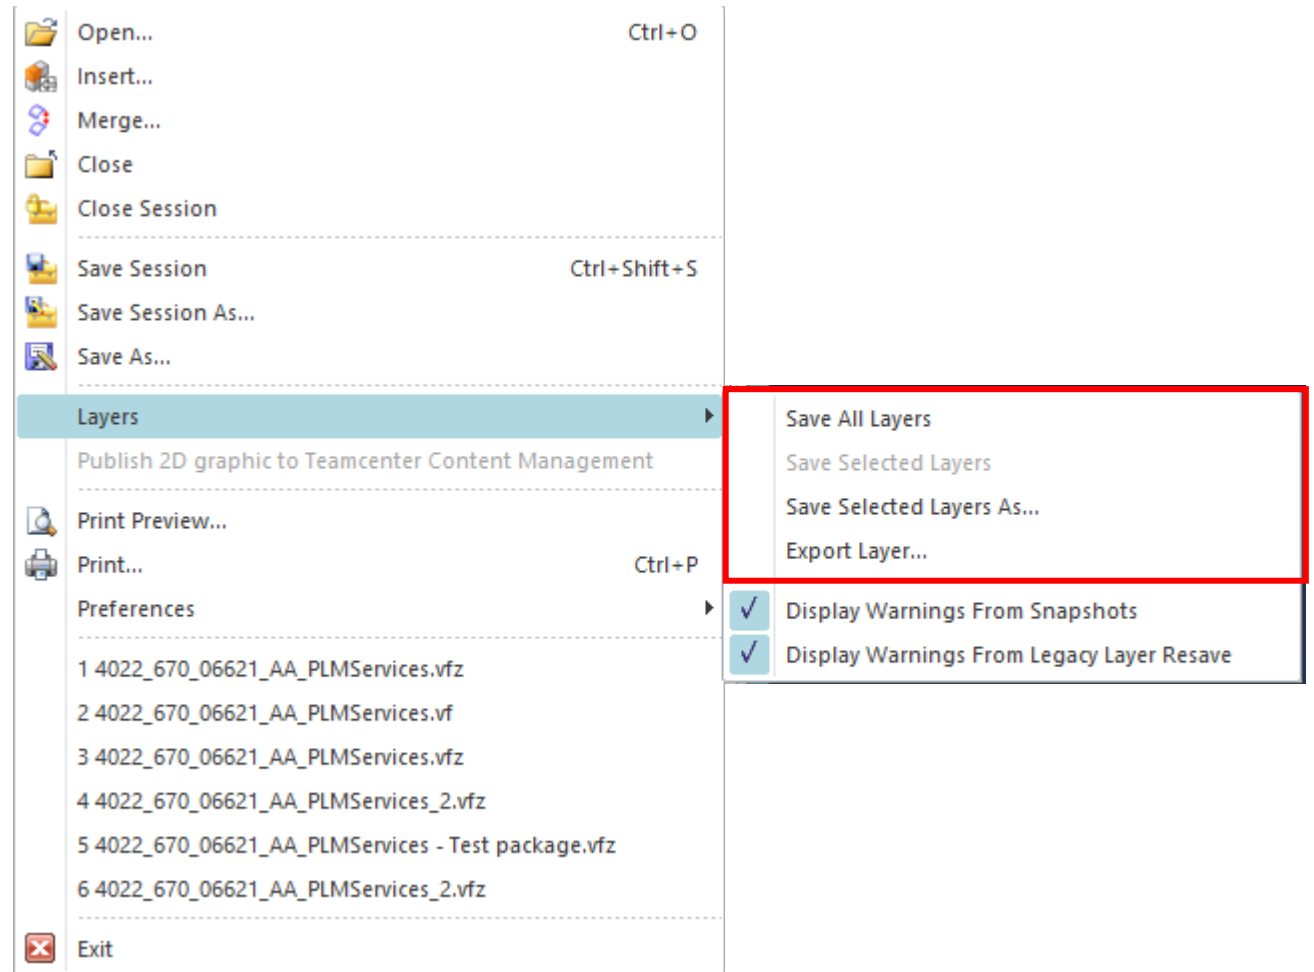 Open... Ctrl+O
Insert...
Merge...
Close
Close Session
Save Session Ctrl+Shift+S
Save Session As...
Save As...
Layers
Publish 2D graphic to Teamcenter Content Management
Print Preview...
Print... Ctrl+P
Preferences
1 4022_670_06621_AA_PLMServices.vfz
2 4022_670_06621_AA_PLMServices.vf
3 4022_670_06621_AA_PLMServices.vfz
4 4022_670_06621_AA_PLMServices_2.vfz
5 4022_670_06621_AA_PLMServices - Test package.vfz
6 4022_670_06621_AA_PLMServices_2.vfz
Exit
Save All Layers
Save Selected Layers
Save Selected Layers As...
Export Layer...
Display Warnings From Snapshots
Display Warnings From Legacy Layer Resave